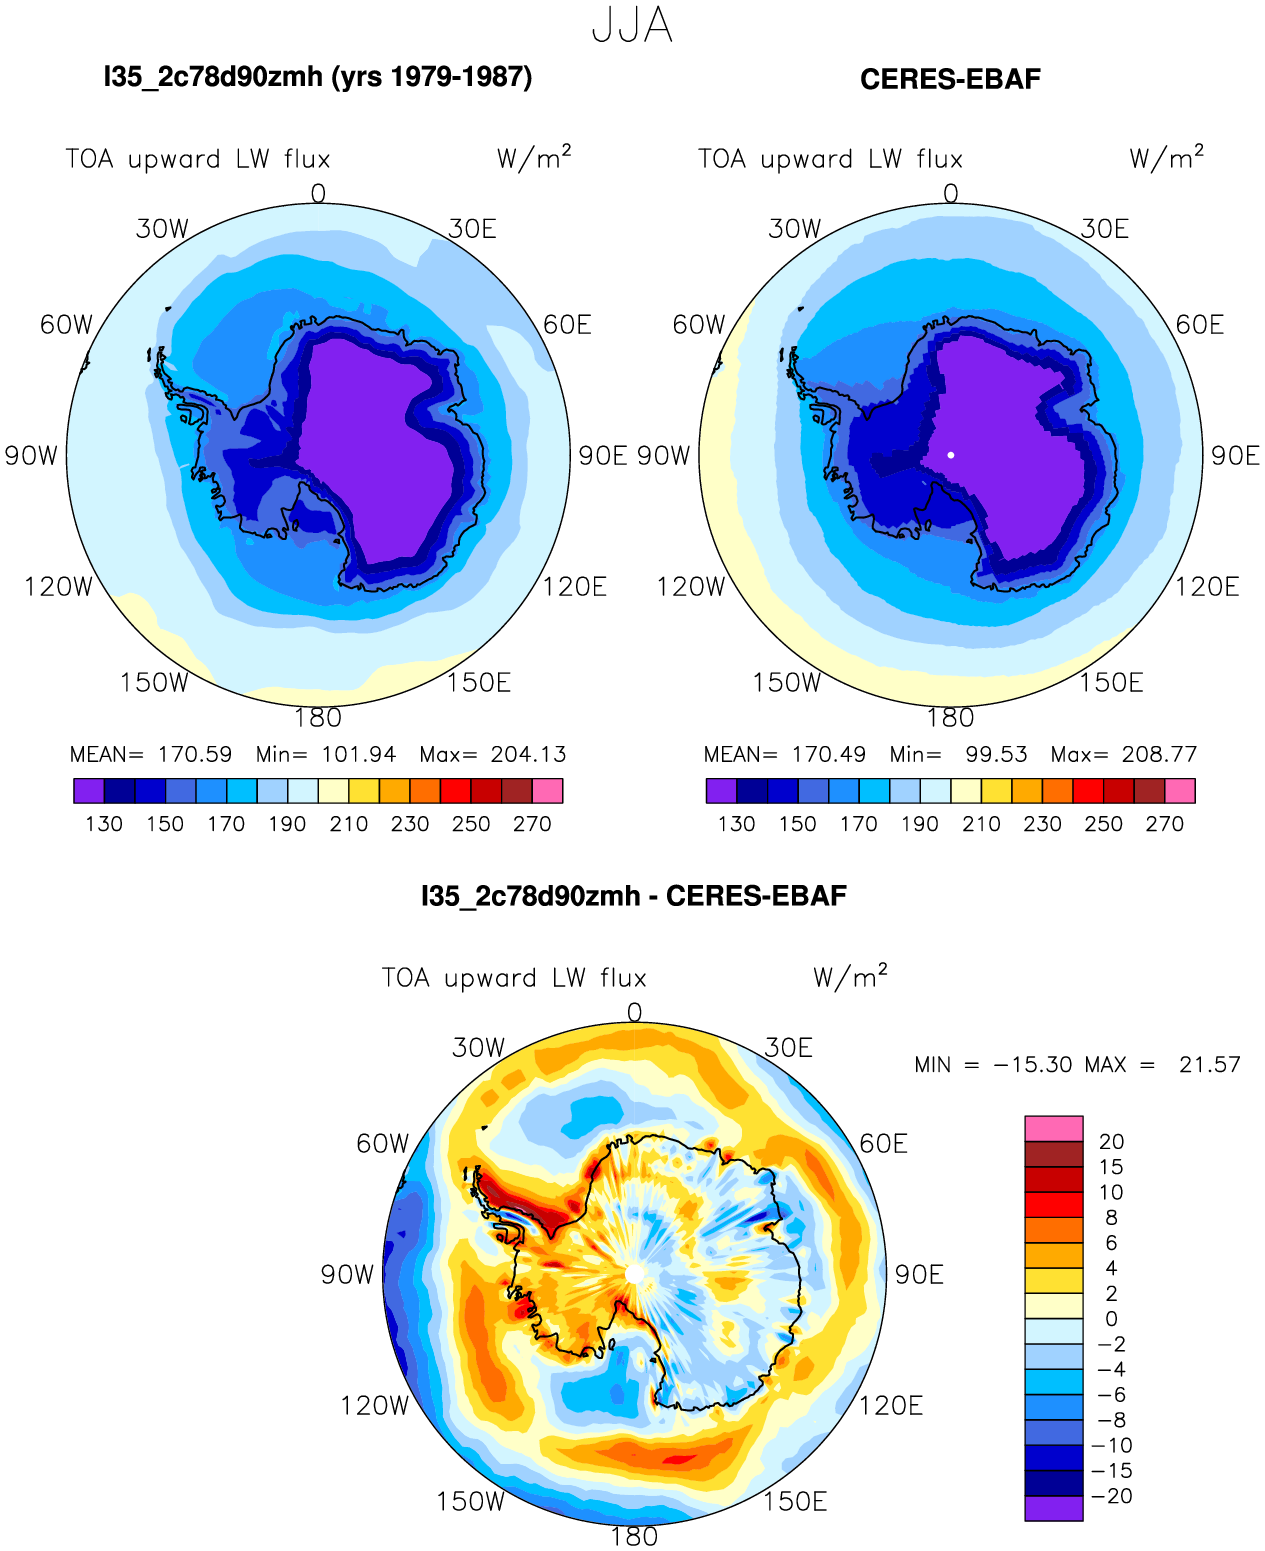 JJA
I35_2c78d90zmh (yrs 1979-1987)
CERES-EBAF
TOA upward LW flux W/m²
TOA upward LW flux W/m²
0
30W 30E
60W 60E
90W 90E
120W 120E
150W 150E
180
0
30W 30E
60W 60E
90W 90E
120W 120E
150W 150E
180
MEAN= 170.59 Min= 101.94 Max= 204.13
130 150 170 190 210 230 250 270
MEAN= 170.49 Min= 99.53 Max= 208.77
130 150 170 190 210 230 250 270
I35_2c78d90zmh - CERES-EBAF
TOA upward LW flux W/m²
0
30W 30E
60W 60E
90W 90E
120W 120E
150W 150E
180
MIN = −15.30 MAX = 21.57
20
15
10
8
6
4
2
0
−2
−4
−6
−8
−10
−15
−20